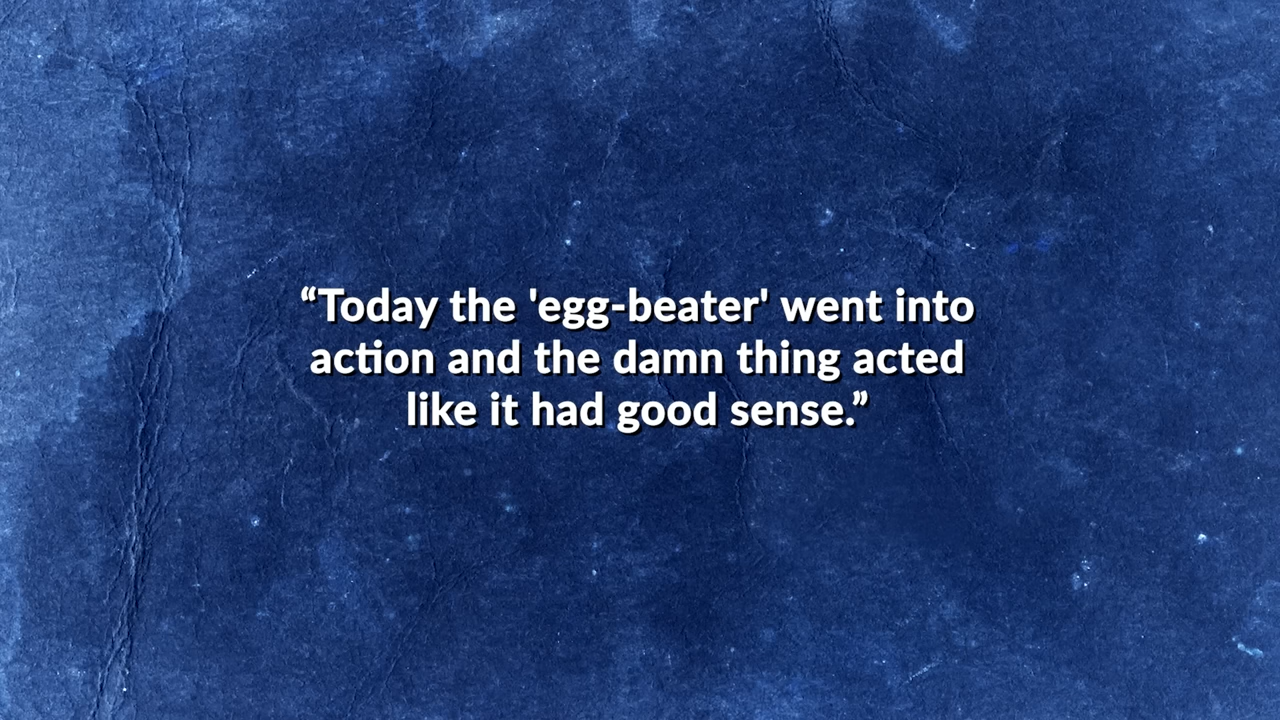 “Today the 'egg-beater' went into
action and the damn thing acted
like it had good sense.”